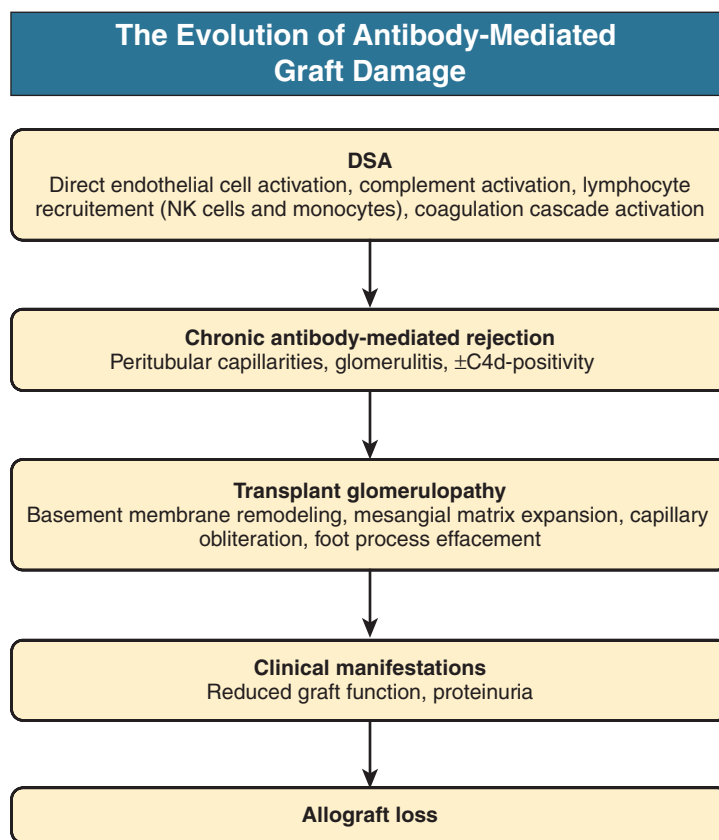 The Evolution of Antibody-Mediated
Graft Damage
DSA
Direct endothelial cell activation, complement activation, lymphocyte
recruitement (NK cells and monocytes), coagulation cascade activation
Chronic antibody-mediated rejection
Peritubular capillarities, glomerulitis, ±C4d-positivity
Transplant glomerulopathy
Basement membrane remodeling, mesangial matrix expansion, capillary
obliteration, foot process effacement
Clinical manifestations
Reduced graft function, proteinuria
Allograft loss